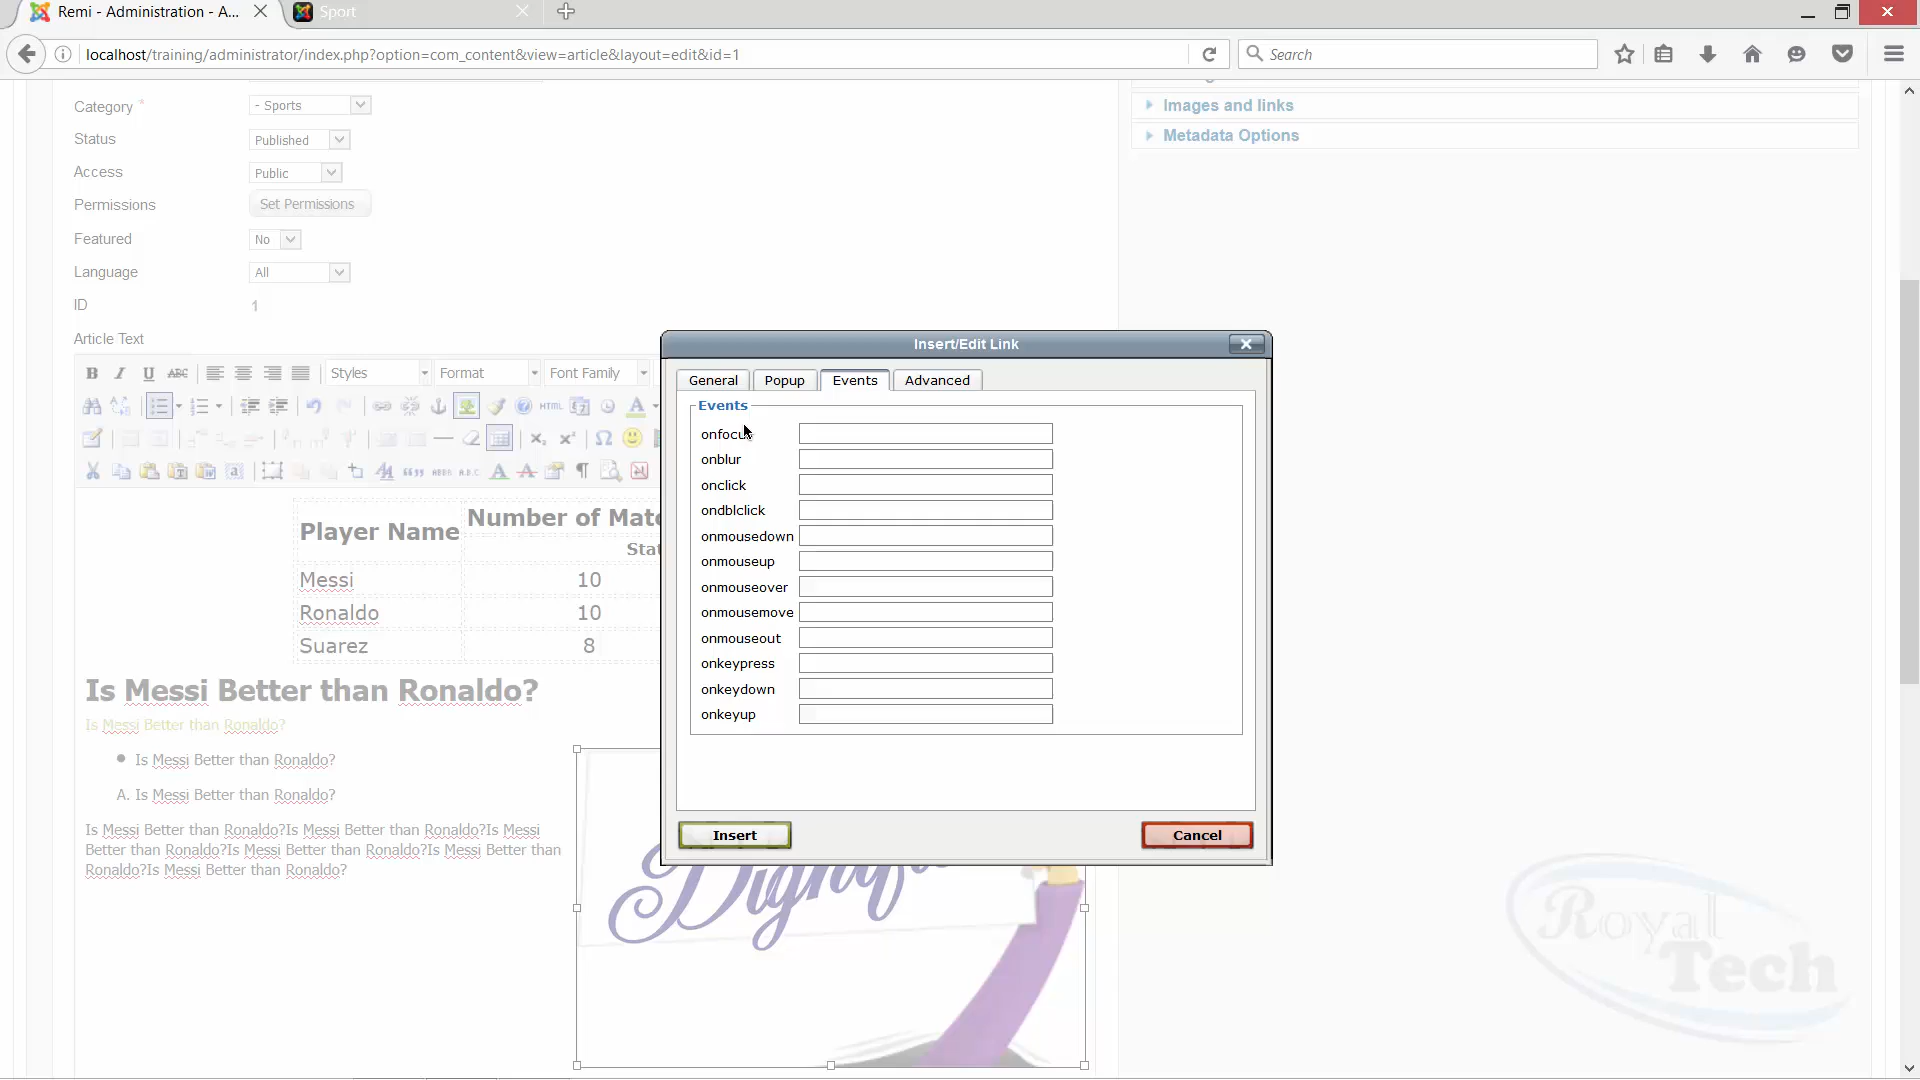 Remi - Administration - A...
Sport
localhost/training/administrator/index.php?option=com_content&view=article&layout=edit&id=1
Search
Category *
- Sports
Images and links
Status
Published
Metadata Options
Access
Public
Permissions
Set Permissions
Featured
No
Language
All
ID
1
Article Text
Styles
Format
Font Family
HTML
Player Name
Number of Matc
Stat
Messi
10
Ronaldo
10
Suarez
8
Is Messi Better than Ronaldo?
Is Messi Better than Ronaldo?
Is Messi Better than Ronaldo?
A. Is Messi Better than Ronaldo?
Is Messi Better than Ronaldo?Is Messi Better than Ronaldo?Is Messi
Better than Ronaldo?Is Messi Better than Ronaldo?Is Messi Better than
Ronaldo?Is Messi Better than Ronaldo?
Insert/Edit Link
General
Popup
Events
Advanced
Events
onfocus
onblur
onclick
ondblclick
onmousedown
onmouseup
onmouseover
onmousemove
onmouseout
onkeypress
onkeydown
onkeyup
Insert
Cancel
Royal
Tech